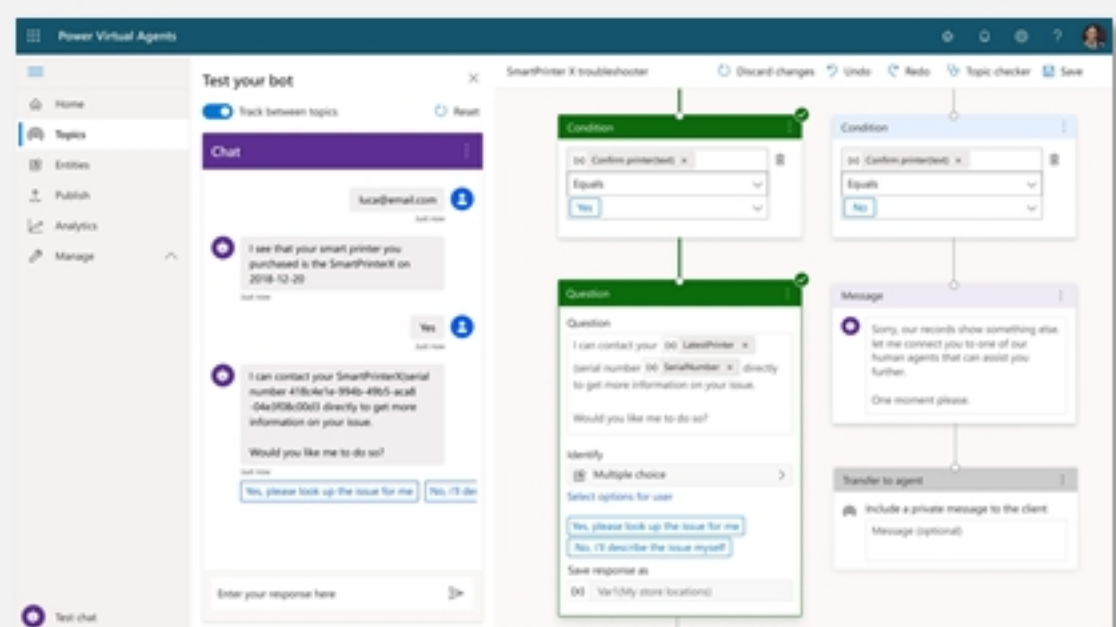 Power Virtual Agents
?
Home
Topics
Entities
Publish
Analytics
Manage
Test chat
Test your bot
Track between topics
Reset
Chat
luca@email.com
Just now
I see that your smart printer you
purchased is the SmartPrinterX on
2018-12-20
Just now
Yes
Just now
I can contact your SmartPrinterX(serial
number
directly to get more
information on your issue.
Would you like me to do so?
Just now
Yes, please look up the issue for me
No, I'll des
Enter your response here
SmartPrinter X troubleshooter
Discard changes
Undo
Redo
Topic checker
Save
Condition
(x) Confirm printer(text) ×
Equals
Yes
Question
Question
I can contact your (x) LatestPrinter ×
(serial number (x) SerialNumber × directly
to get more information on your issue.
Would you like me to do so?
Identify
Multiple choice
Select options for user
Yes, please look up the issue for me
No, I'll describe the issue myself
Save response as
(x) Var1(My store locations)
Condition
(x) Confirm printer(text) ×
Equals
No
Message
Sorry, our records show something else.
let me connect you to one of our
human agents that can assist you
further.
One moment please.
Transfer to agent
Include a private message to the client
Message (optional)